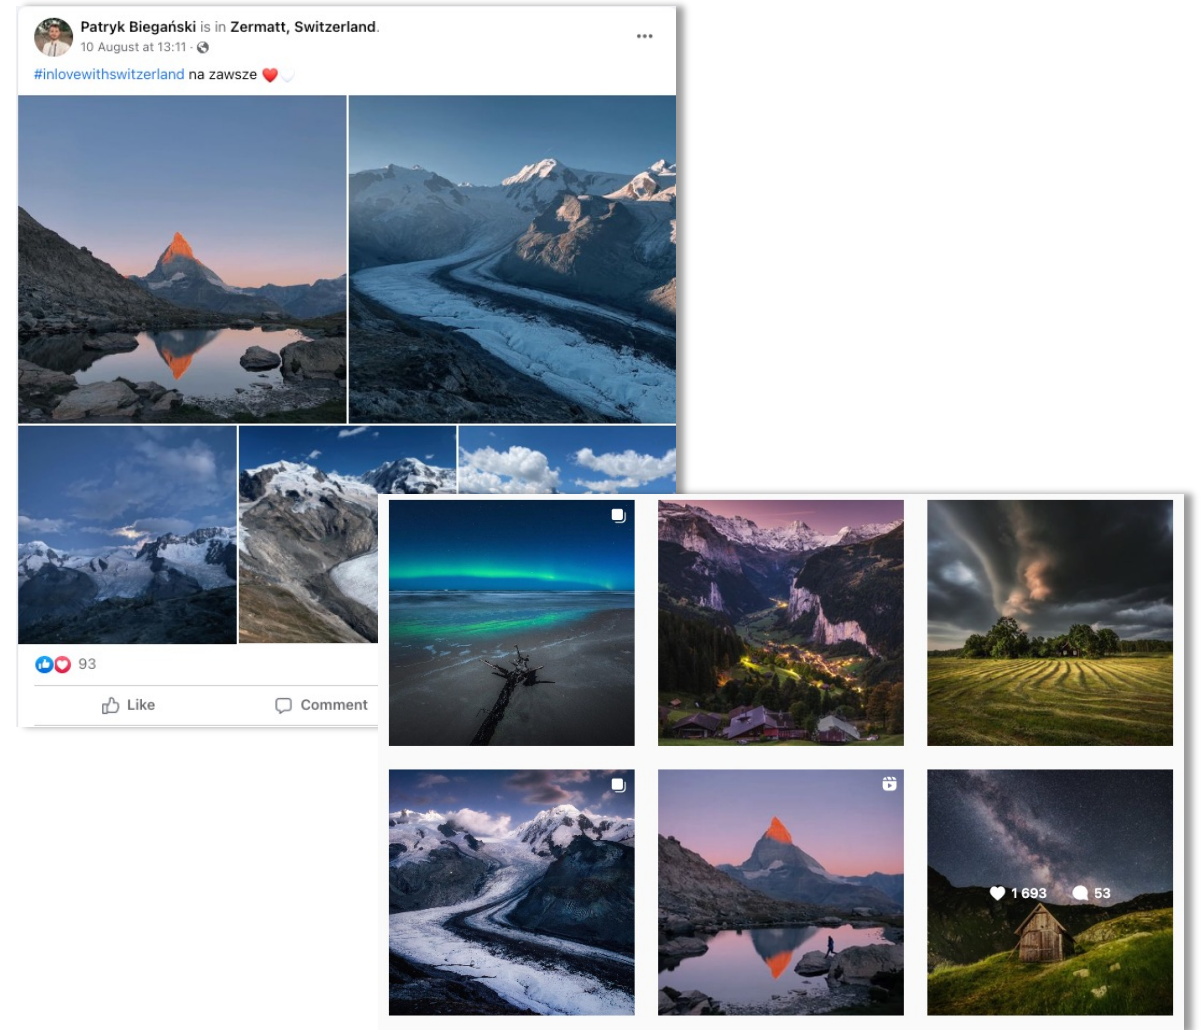 Patryk Biegański is in Zermatt, Switzerland.
10 August at 13:11 ·
#inlovewithswitzerland na zawsze ❤️🤍
93
Like
Comment
1 693
53